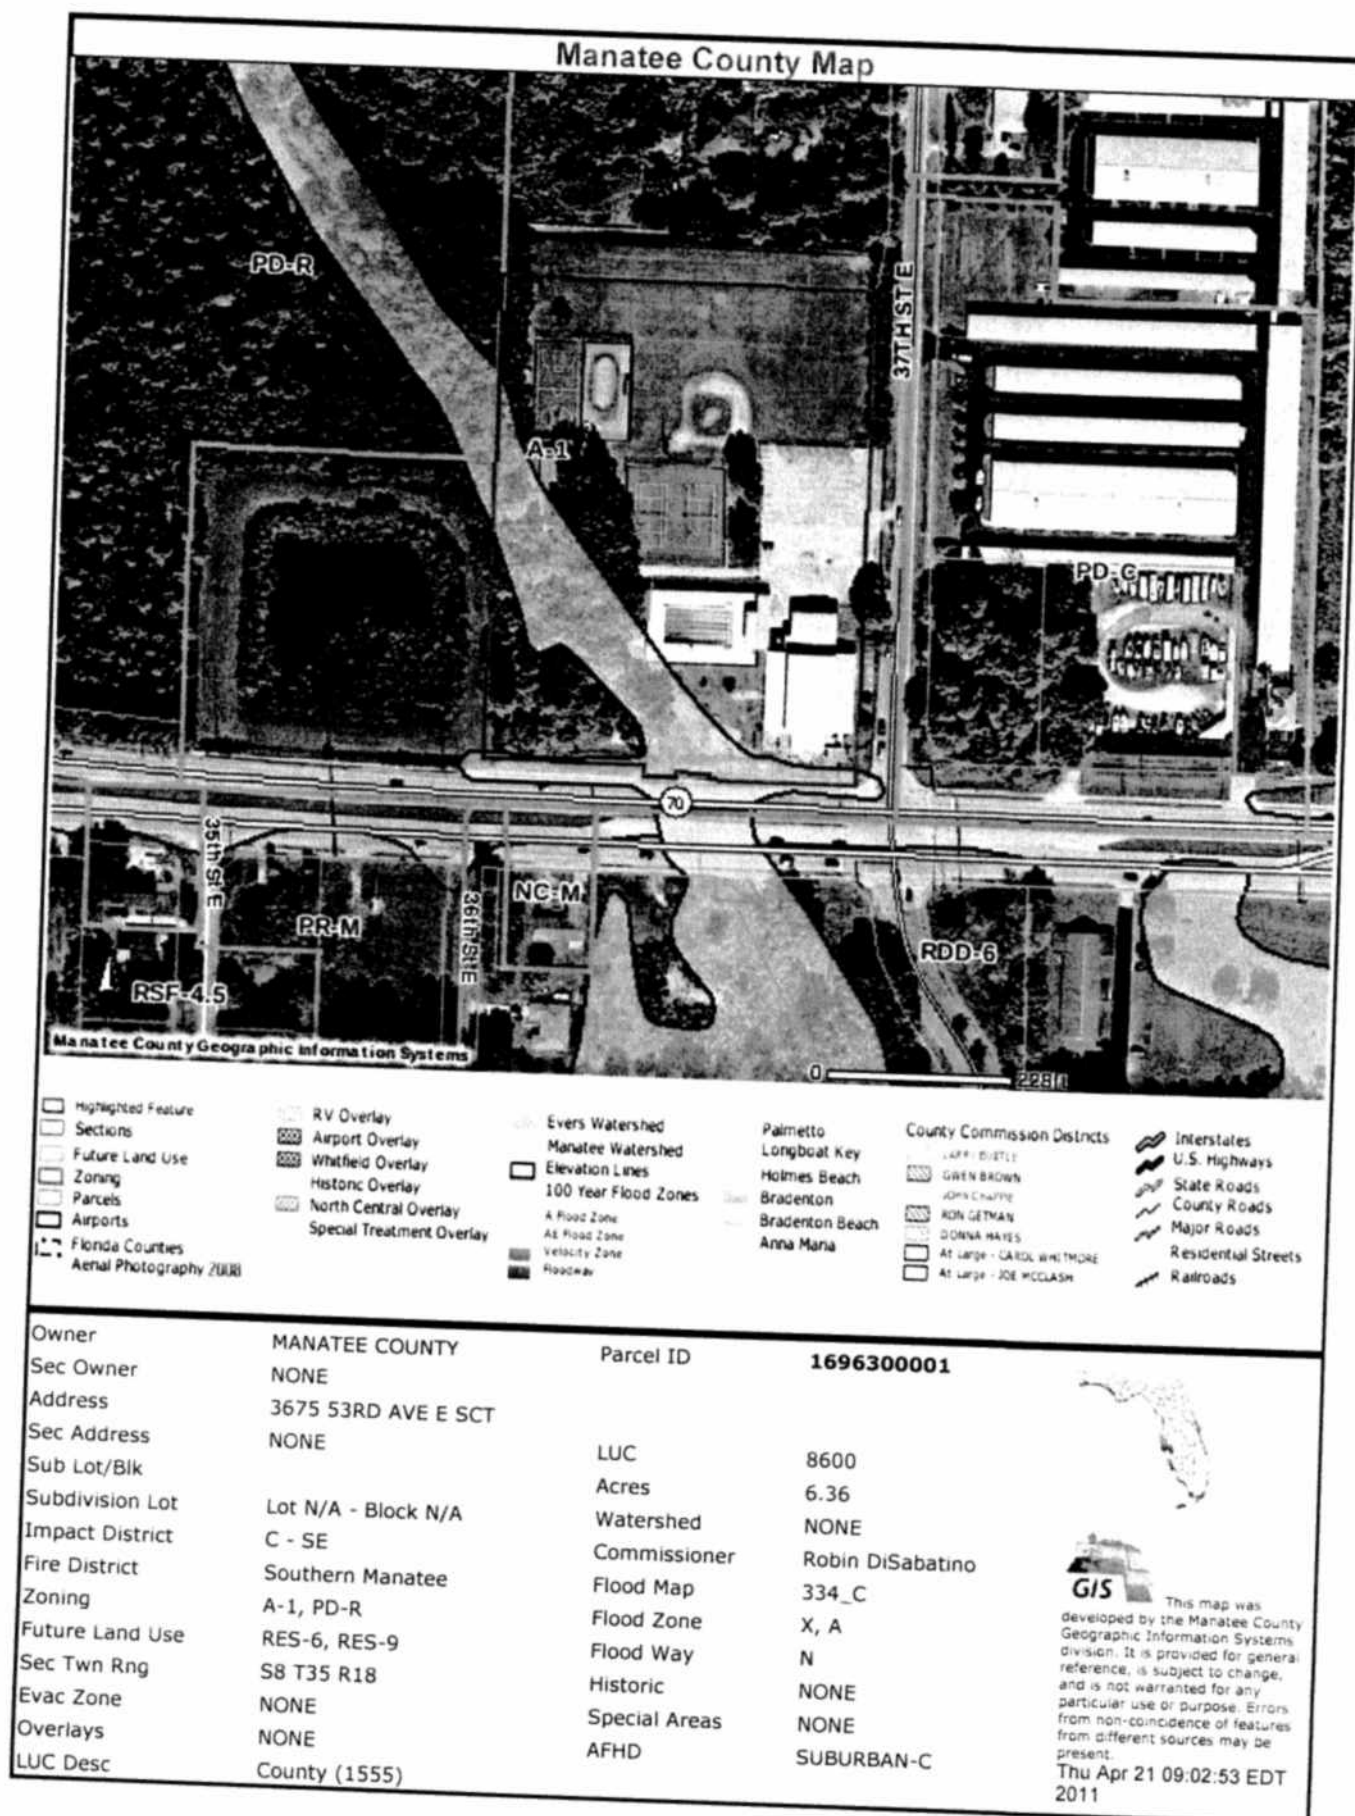 Manatee County Map
PD-R
37TH ST E
A-1
PD-C
70
35th St E
36th St E
NC-M
PR-M
RDD-6
RSF-4.5
Manatee County Geographic Information Systems
0 228 ft
Highlighted Feature
Sections
Future Land Use
Zoning
Parcels
Airports
Florida Counties
Aerial Photography 2008
RV Overlay
Airport Overlay
Whitfield Overlay
Historic Overlay
North Central Overlay
Special Treatment Overlay
Evers Watershed
Manatee Watershed
Elevation Lines
100 Year Flood Zones
A Flood Zone
AE Flood Zone
Velocity Zone
Floodway
Palmetto
Longboat Key
Holmes Beach
Bradenton
Bradenton Beach
Anna Maria
County Commission Districts
LARRY BUSTLE
GWEN BROWN
JOHN CHAPPIE
RON GETMAN
DONNA HAYES
At Large - CAROL WHITMORE
At Large - JOE MCCLASH
Interstates
U.S. Highways
State Roads
County Roads
Major Roads
Residential Streets
Railroads
Owner MANATEE COUNTY
Sec Owner NONE
Address 3675 53RD AVE E SCT
Sec Address NONE
Sub Lot/Blk
Subdivision Lot Lot N/A - Block N/A
Impact District C - SE
Fire District Southern Manatee
Zoning A-1, PD-R
Future Land Use RES-6, RES-9
Sec Twn Rng S8 T35 R18
Evac Zone NONE
Overlays NONE
LUC Desc County (1555)
Parcel ID 1696300001
LUC 8600
Acres 6.36
Watershed NONE
Commissioner Robin DiSabatino
Flood Map 334_C
Flood Zone X, A
Flood Way N
Historic NONE
Special Areas NONE
AFHD SUBURBAN-C
GIS This map was
developed by the Manatee County
Geographic Information Systems
division. It is provided for general
reference, is subject to change,
and is not warranted for any
particular use or purpose. Errors
from non-coincidence of features
from different sources may be
present.
Thu Apr 21 09:02:53 EDT
2011